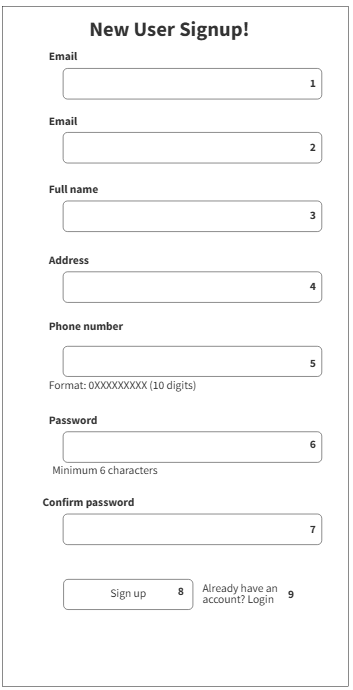 New User Signup!
Email
1
Email
2
Full name
3
Address
4
Phone number
5
Format: 0XXXXXXXXX (10 digits)
Password
6
Minimum 6 characters
Confirm password
7
Sign up 8
Already have an
account? Login 9